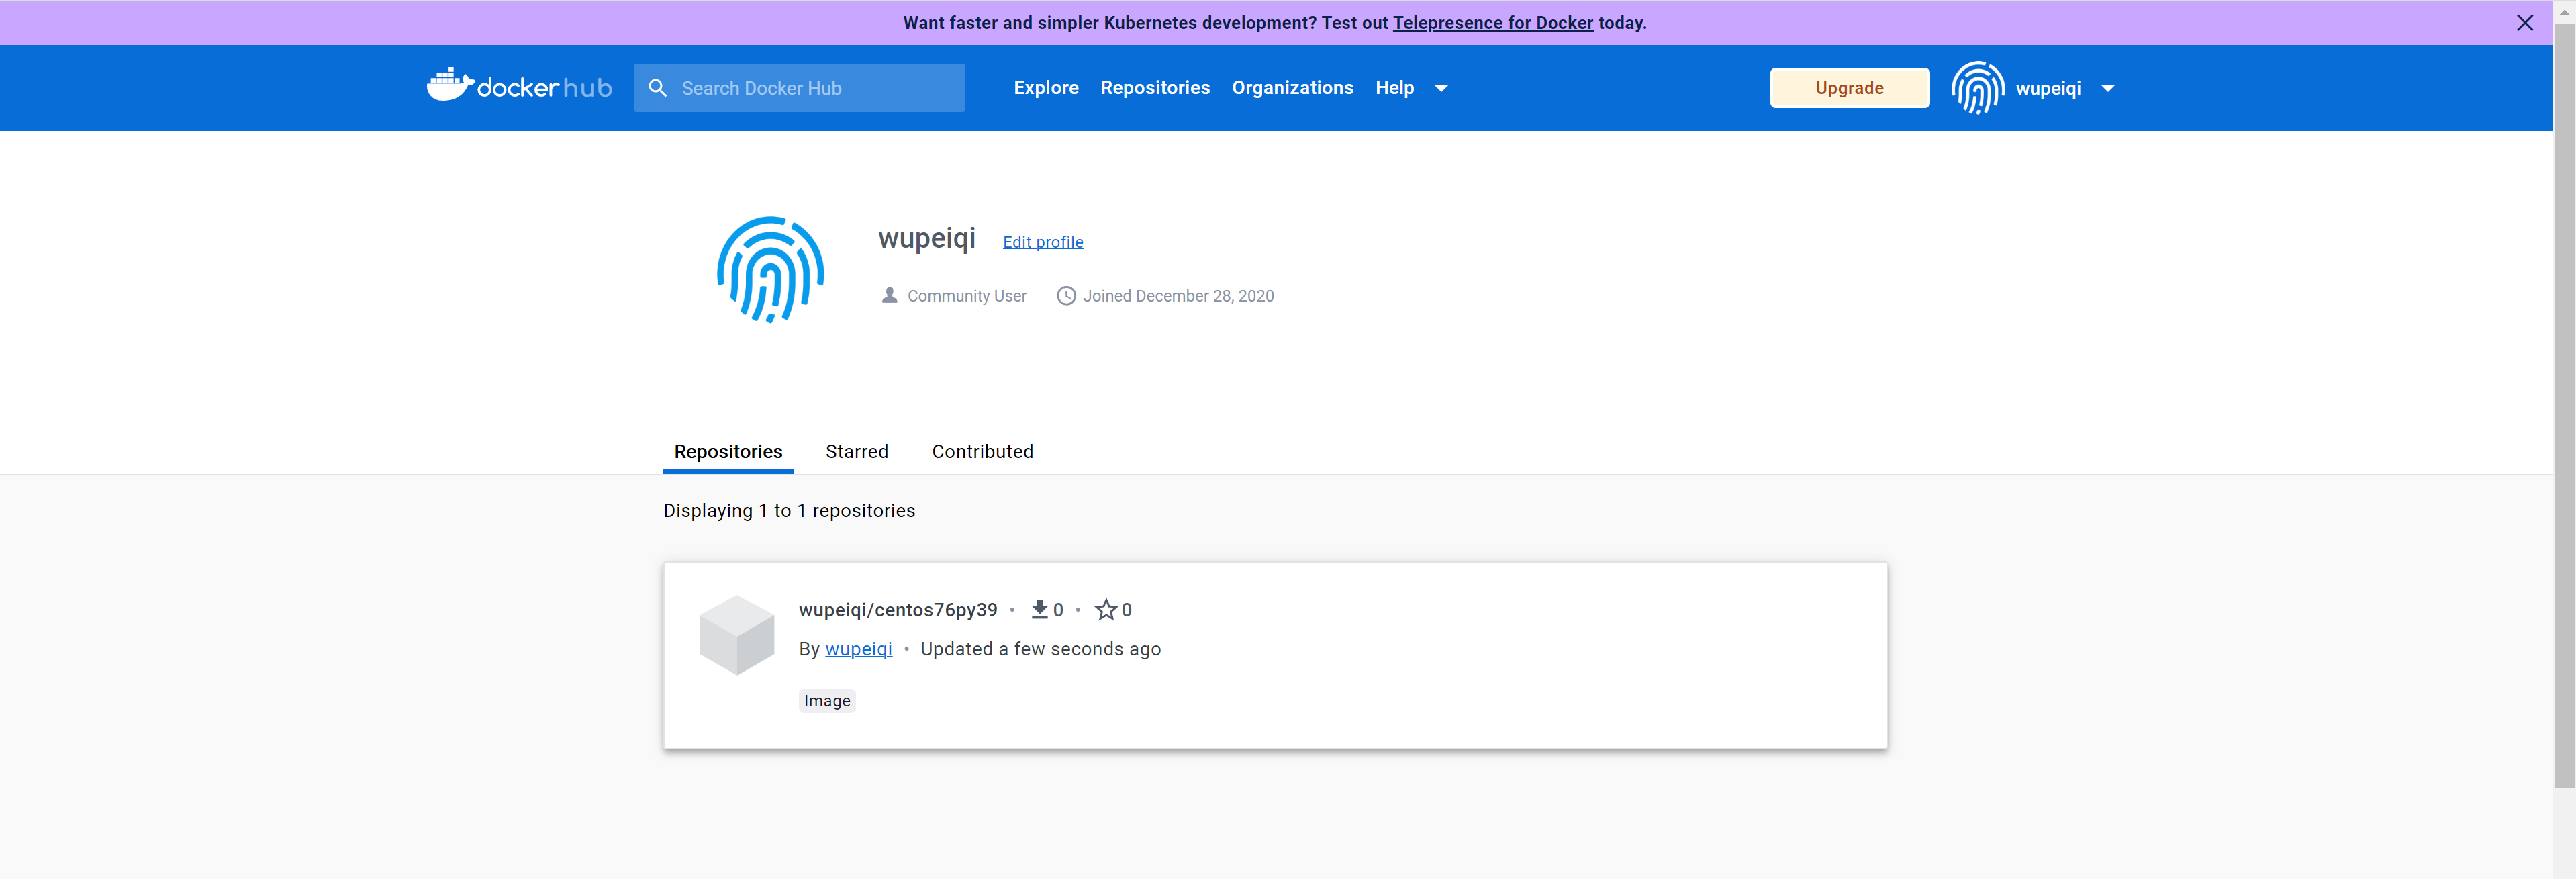 Want faster and simpler Kubernetes development? Test out Telepresence for Docker today.
docker hub
Search Docker Hub
Explore Repositories Organizations Help
Upgrade
wupeiqi
wupeiqi Edit profile
Community User Joined December 28, 2020
Repositories Starred Contributed
Displaying 1 to 1 repositories
wupeiqi/centos76py39 • 0 • 0
By wupeiqi • Updated a few seconds ago
Image